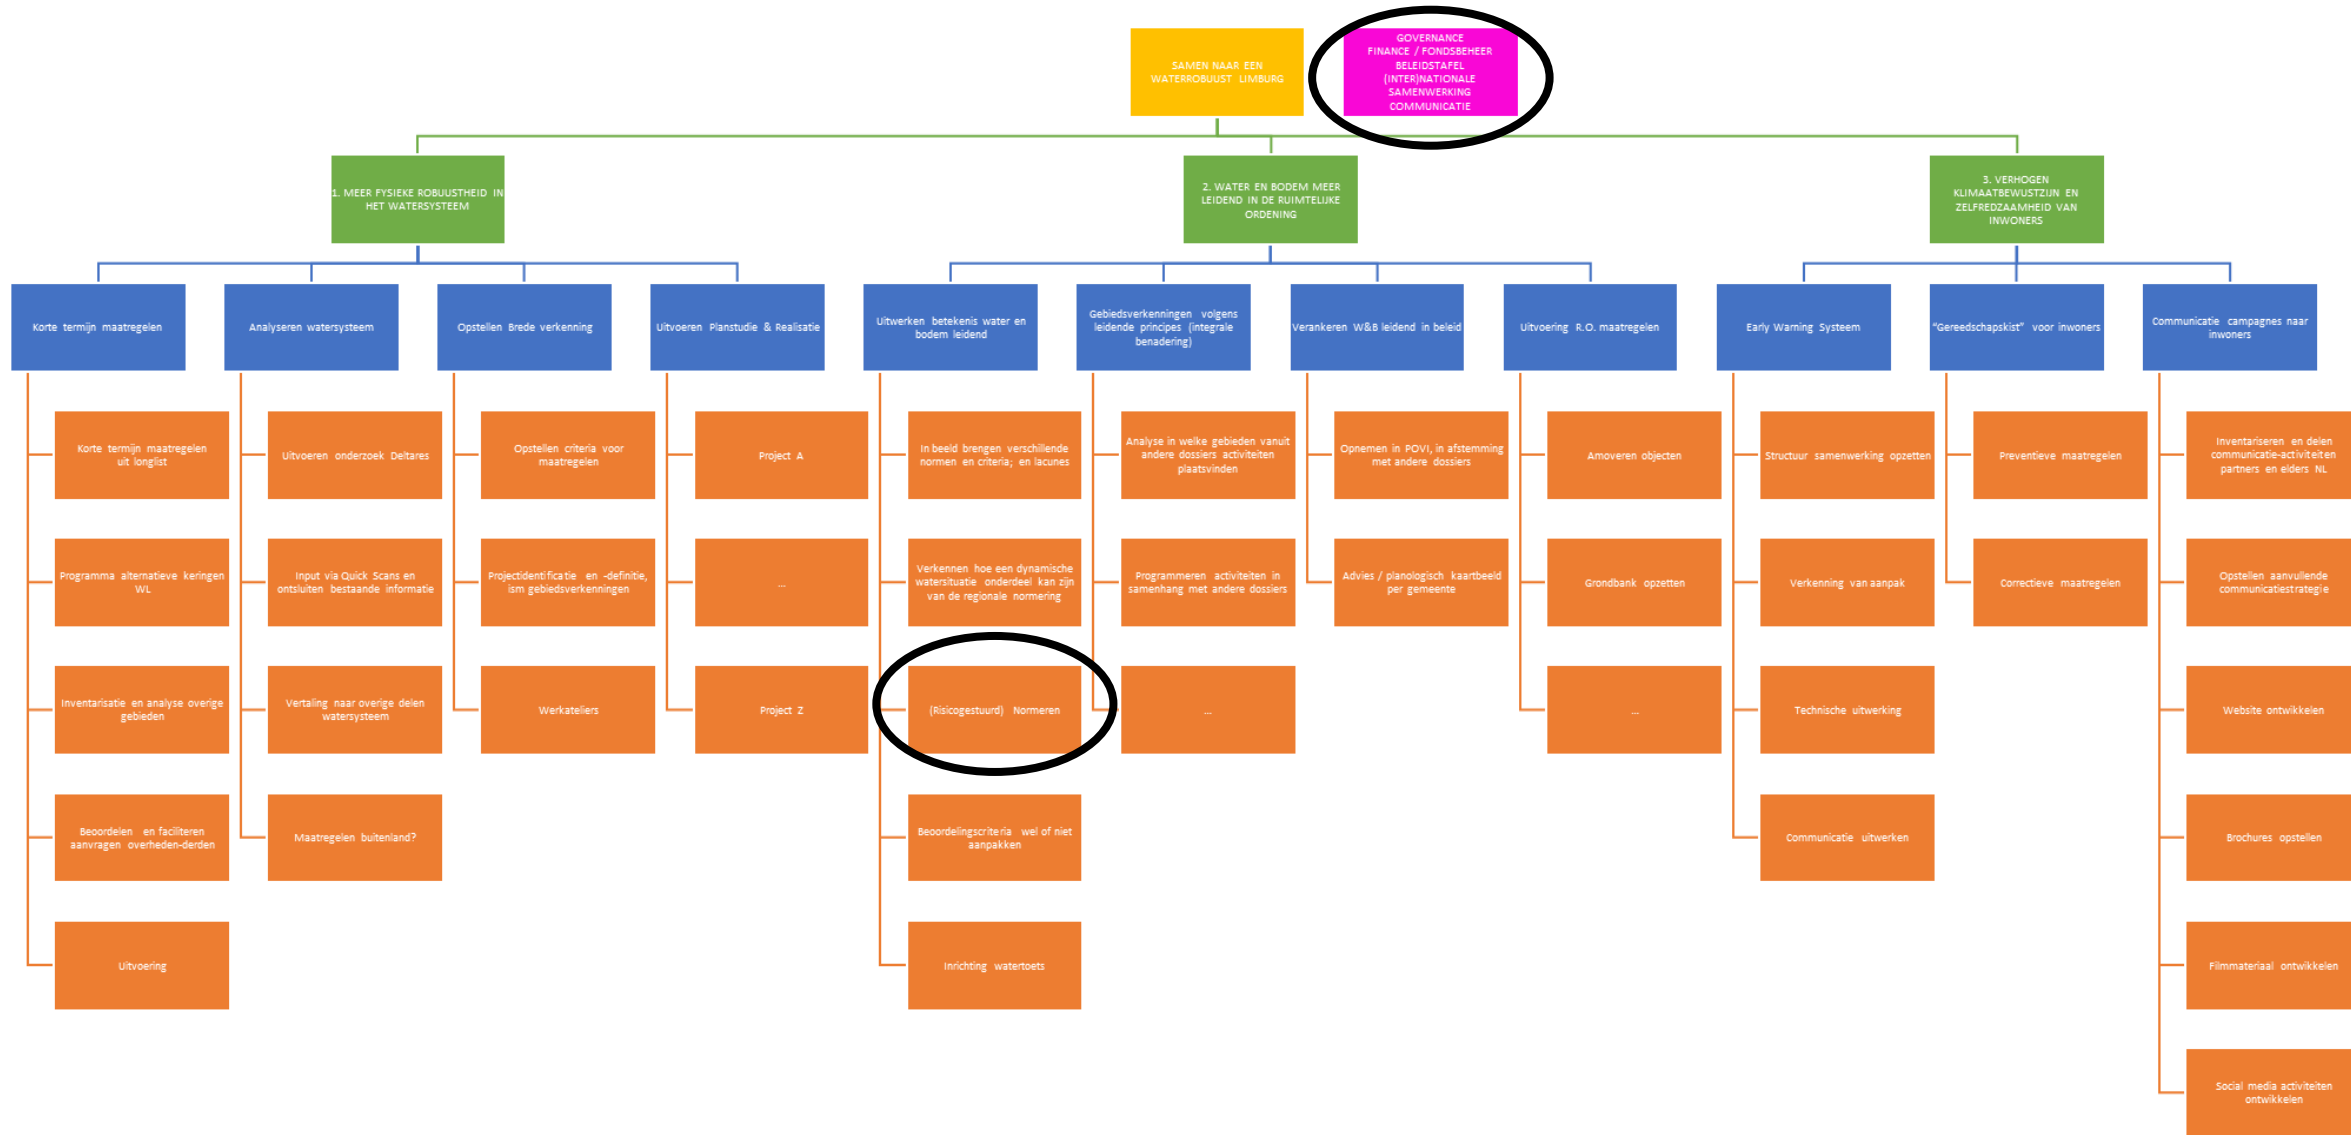 SAMEN NAAR EEN
WATERROBUUST LIMBURG
GOVERNANCE
FINANCE / FONDSBEHEER
BELEIDSTAFEL
(INTER)NATIONALE
SAMENWERKING
COMMUNICATIE
1. MEER FYSIEKE ROBUUSTHEID IN
HET WATERSYSTEEM
2. WATER EN BODEM MEER
LEIDEND IN DE RUIMTELIJKE
ORDENING
3. VERHOGEN
KLIMAATBEWUSTZIJN EN
ZELFREDZAAMHEID VAN
INWONERS
Korte termijn maatregelen
Analyseren watersysteem
Opstellen Brede verkenning
Uitvoeren Planstudie & Realisatie
Uitwerken betekenis water en
bodem leidend
Gebiedsverkenningen volgens
leidende principes (integrale
benadering)
Verankeren W&B leidend in beleid
Uitvoering R.O. maatregelen
Early Warning Systeem
"Gereedschapskist" voor inwoners
Communicatie campagnes naar
inwoners
Korte termijn maatregelen
uit longlist
Programma alternatieve keringen
WL
Inventarisatie en analyse overige
gebieden
Beoordelen en faciliteren
aanvragen overheden-derden
Uitvoering
Uitvoeren onderzoek Deltares
Input via Quick Scans en
ontsluiten bestaande informatie
Vertaling naar overige delen
watersysteem
Maatregelen buitenland?
Opstellen criteria voor
maatregelen
Projectidentificatie en -definitie,
ism gebiedsverkenningen
Werkateliers
Project A
...
Project Z
In beeld brengen verschillende
normen en criteria; en lacunes
Verkennen hoe een dynamische
watersituatie onderdeel kan zijn
van de regionale normering
(Risicogestuurd) Normeren
Beoordelingscriteria wel of niet
aanpakken
Inrichting watertoets
Analyse in welke gebieden vanuit
andere dossiers activiteiten
plaatsvinden
Programmeren activiteiten in
samenhang met andere dossiers
...
Opnemen in POVI, in afstemming
met andere dossiers
Advies / planologisch kaartbeeld
per gemeente
Amoveren objecten
Grondbank opzetten
...
Structuur samenwerking opzetten
Verkenning van aanpak
Technische uitwerking
Communicatie uitwerken
Preventieve maatregelen
Correctieve maatregelen
Inventariseren en delen
communicatie-activiteiten
partners en elders NL
Opstellen aanvullende
communicatiestrategie
Website ontwikkelen
Brochures opstellen
Filmmateriaal ontwikkelen
Social media activiteiten
ontwikkelen